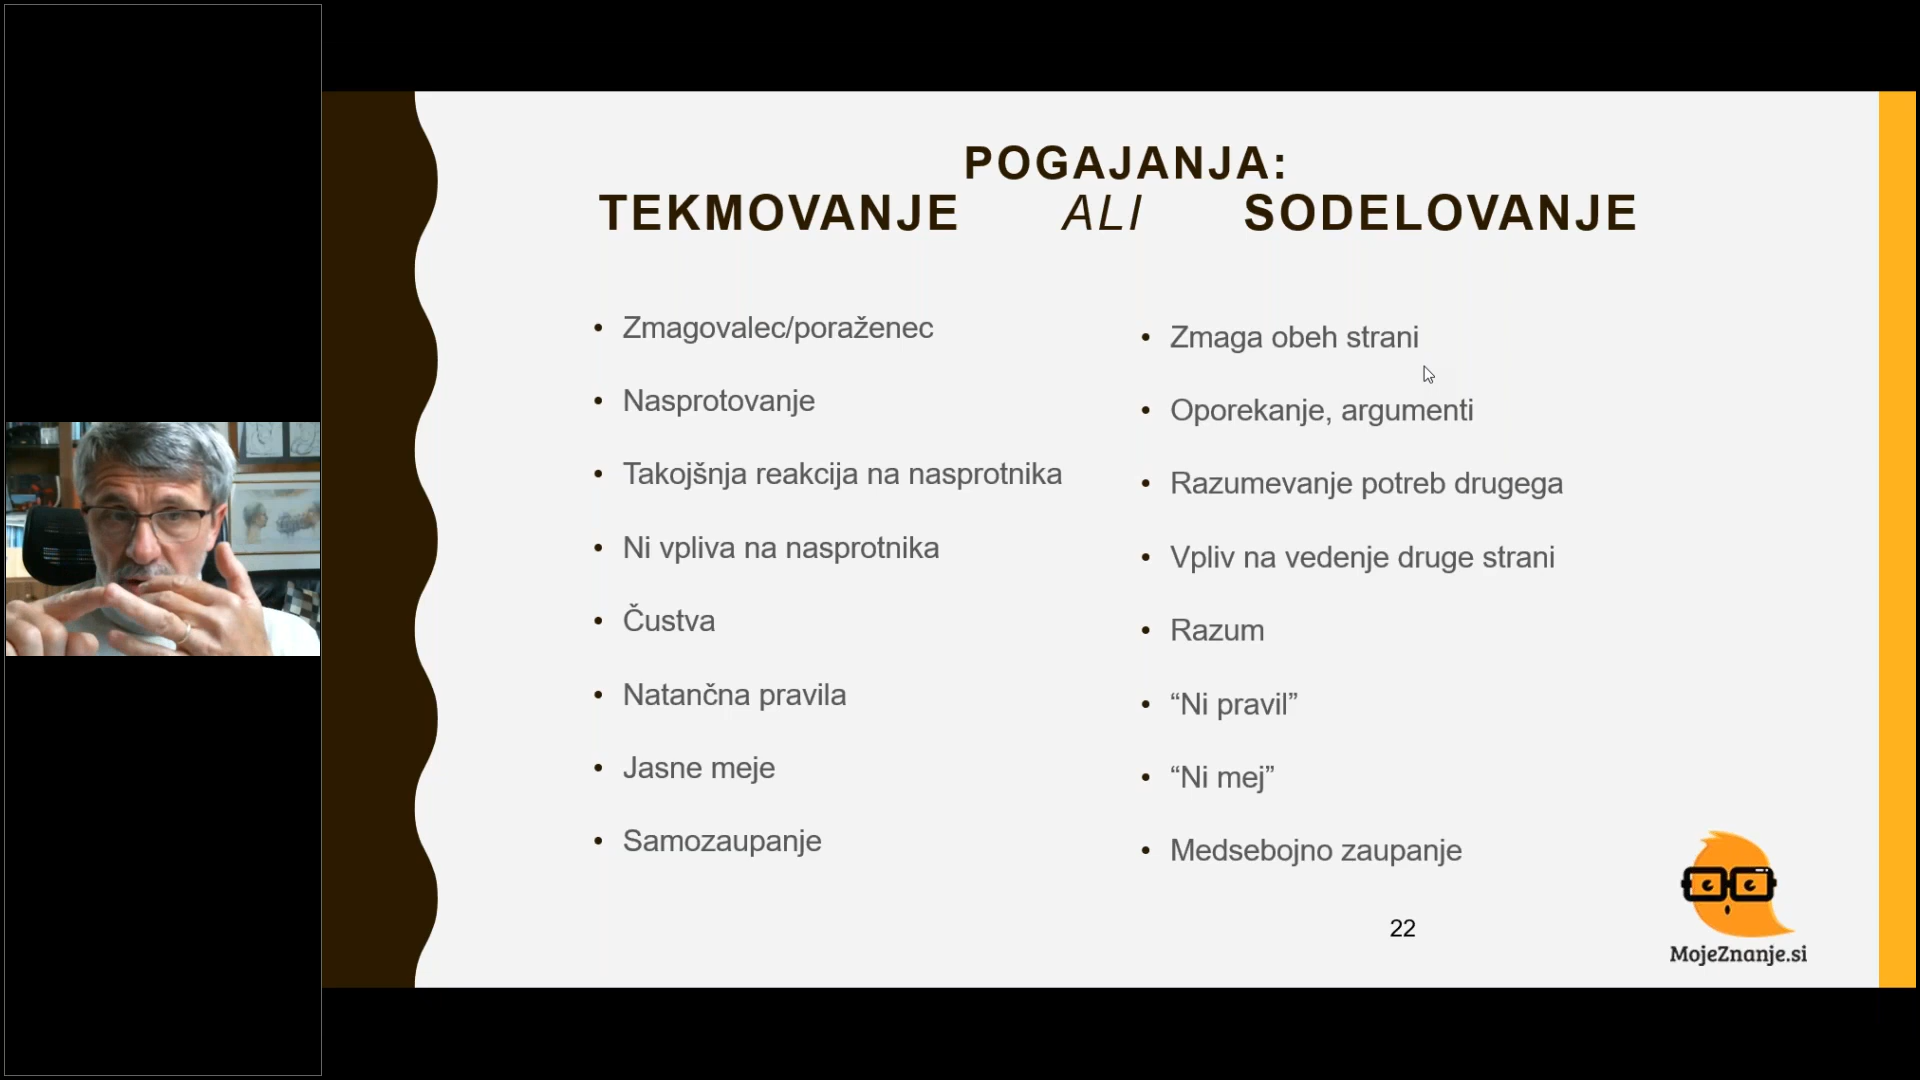 POGAJANJA:
TEKMOVANJE ALI SODELOVANJE
• Zmagovalec/poraženec
• Nasprotovanje
• Takojšnja reakcija na nasprotnika
• Ni vpliva na nasprotnika
• Čustva
• Natančna pravila
• Jasne meje
• Samozaupanje
• Zmaga obeh strani
• Oporekanje, argumenti
• Razumevanje potreb drugega
• Vpliv na vedenje druge strani
• Razum
• “Ni pravil”
• “Ni mej”
• Medsebojno zaupanje
22
MojeZnanje.si